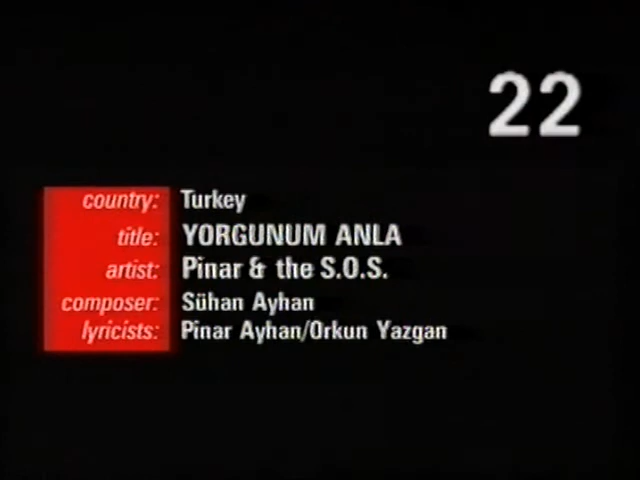 22
country: Turkey
title: YORGUNUM ANLA
artist: Pinar & the S.O.S.
composer: Sühan Ayhan
lyricists: Pinar Ayhan/Orkun Yazgan